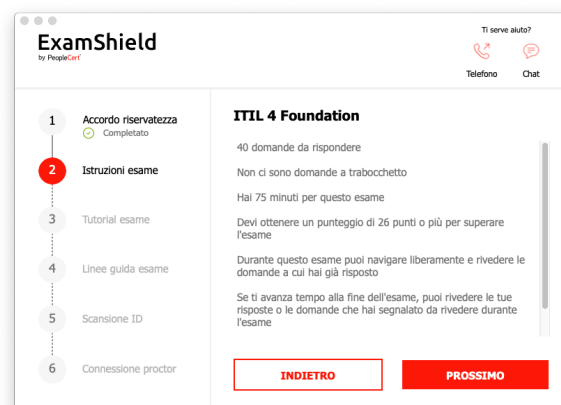 ExamShield
by PeopleCert
Ti serve aiuto?
Telefono
Chat
1
Accordo riservatezza
Completato
2
Istruzioni esame
3
Tutorial esame
4
Linee guida esame
5
Scansione ID
6
Connessione proctor
ITIL 4 Foundation
40 domande da rispondere
Non ci sono domande a trabocchetto
Hai 75 minuti per questo esame
Devi ottenere un punteggio di 26 punti o più per superare
l'esame
Durante questo esame puoi navigare liberamente e rivedere le
domande a cui hai già risposto
Se ti avanza tempo alla fine dell'esame, puoi rivedere le tue
risposte o le domande che hai segnalato da rivedere durante
l'esame
INDIETRO
PROSSIMO